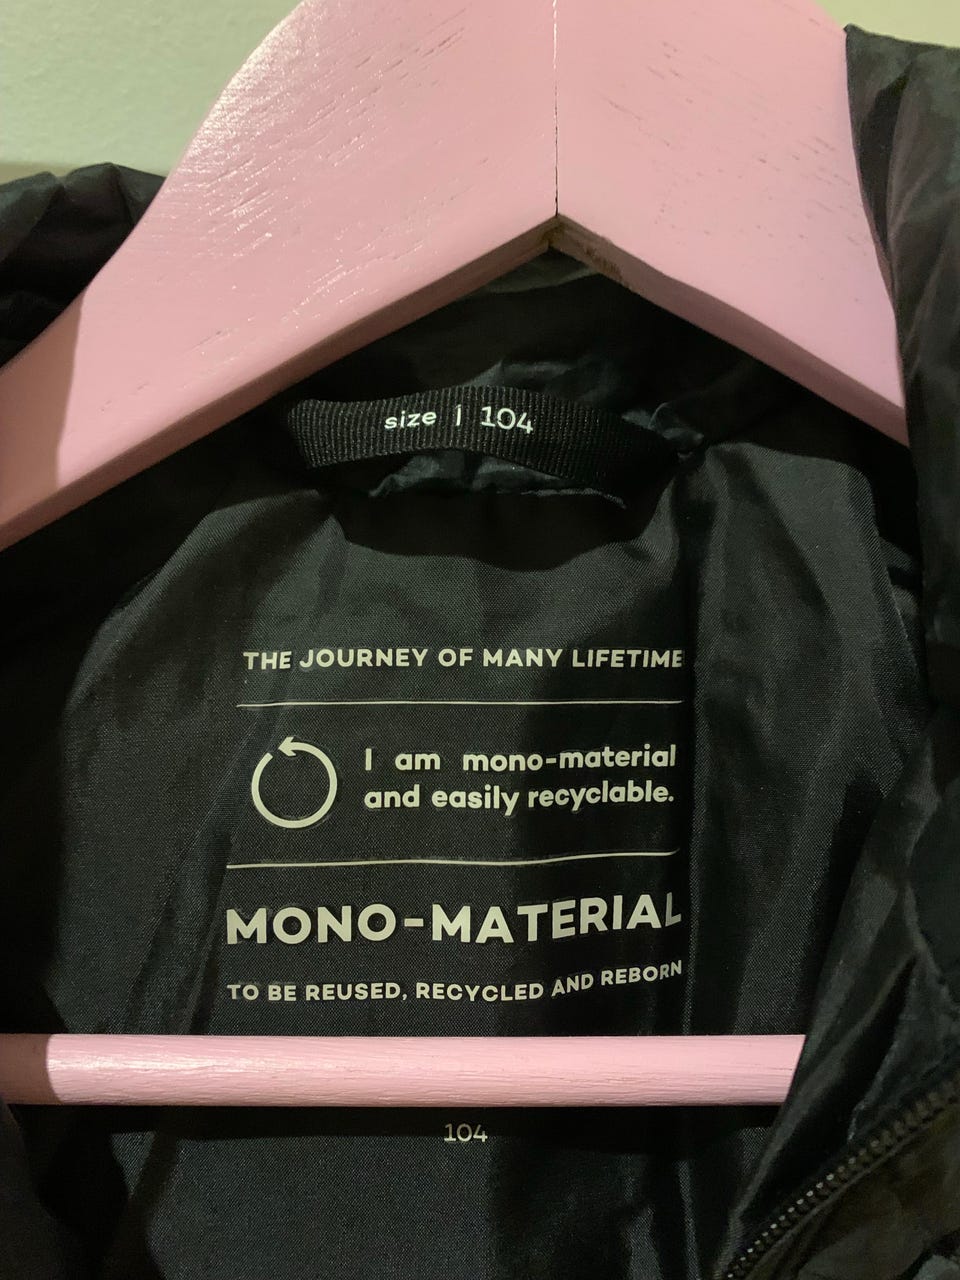 size | 104
THE JOURNEY OF MANY LIFETIME
I am mono-material
and easily recyclable.
MONO-MATERIAL
TO BE REUSED, RECYCLED AND REBORN
104